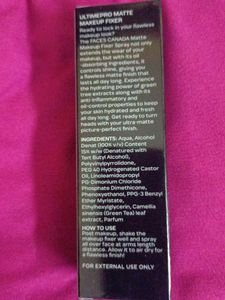 ULTIMEPRO MATTE
MAKEUP FIXER
Ready to lock in your flawless
makeup look?
The FACES CANADA Matte
Makeup Fixer Spray not only
extends the wear of your
makeup, but with its oil
absorbing ingredients, it
controls shine, giving you
a flawless matte finish that
lasts all day long. Experience
the hydrating power of green
tree extracts along with its
anti-inflammatory and
oil-control properties to keep
your skin hydrated and fresh
all day long. Get ready to turn
heads with your ultra-matte
picture-perfect finish.
INGREDIENTS: Aqua, Alcohol
Denat (100% v/v) Content
15% w/w (Denatured with
Tert Butyl Alcohol),
Polyvinylpyrrolidone,
PEG 40 Hydrogenated Castor
Oil, Linoleamidopropyl
PG-Dimonium Chloride
Phosphate Dimethicone,
Phenoxyethanol, PPG-3 Benzyl
Ether Myristate,
Ethylhexylglycerin, Camellia
sinensis (Green Tea) leaf
extract, Parfum
HOW TO USE
Post makeup, shake the
makeup fixer well and spray
all over face at arms length
distance. Allow it to air dry for
a flawless finish!
FOR EXTERNAL USE ONLY